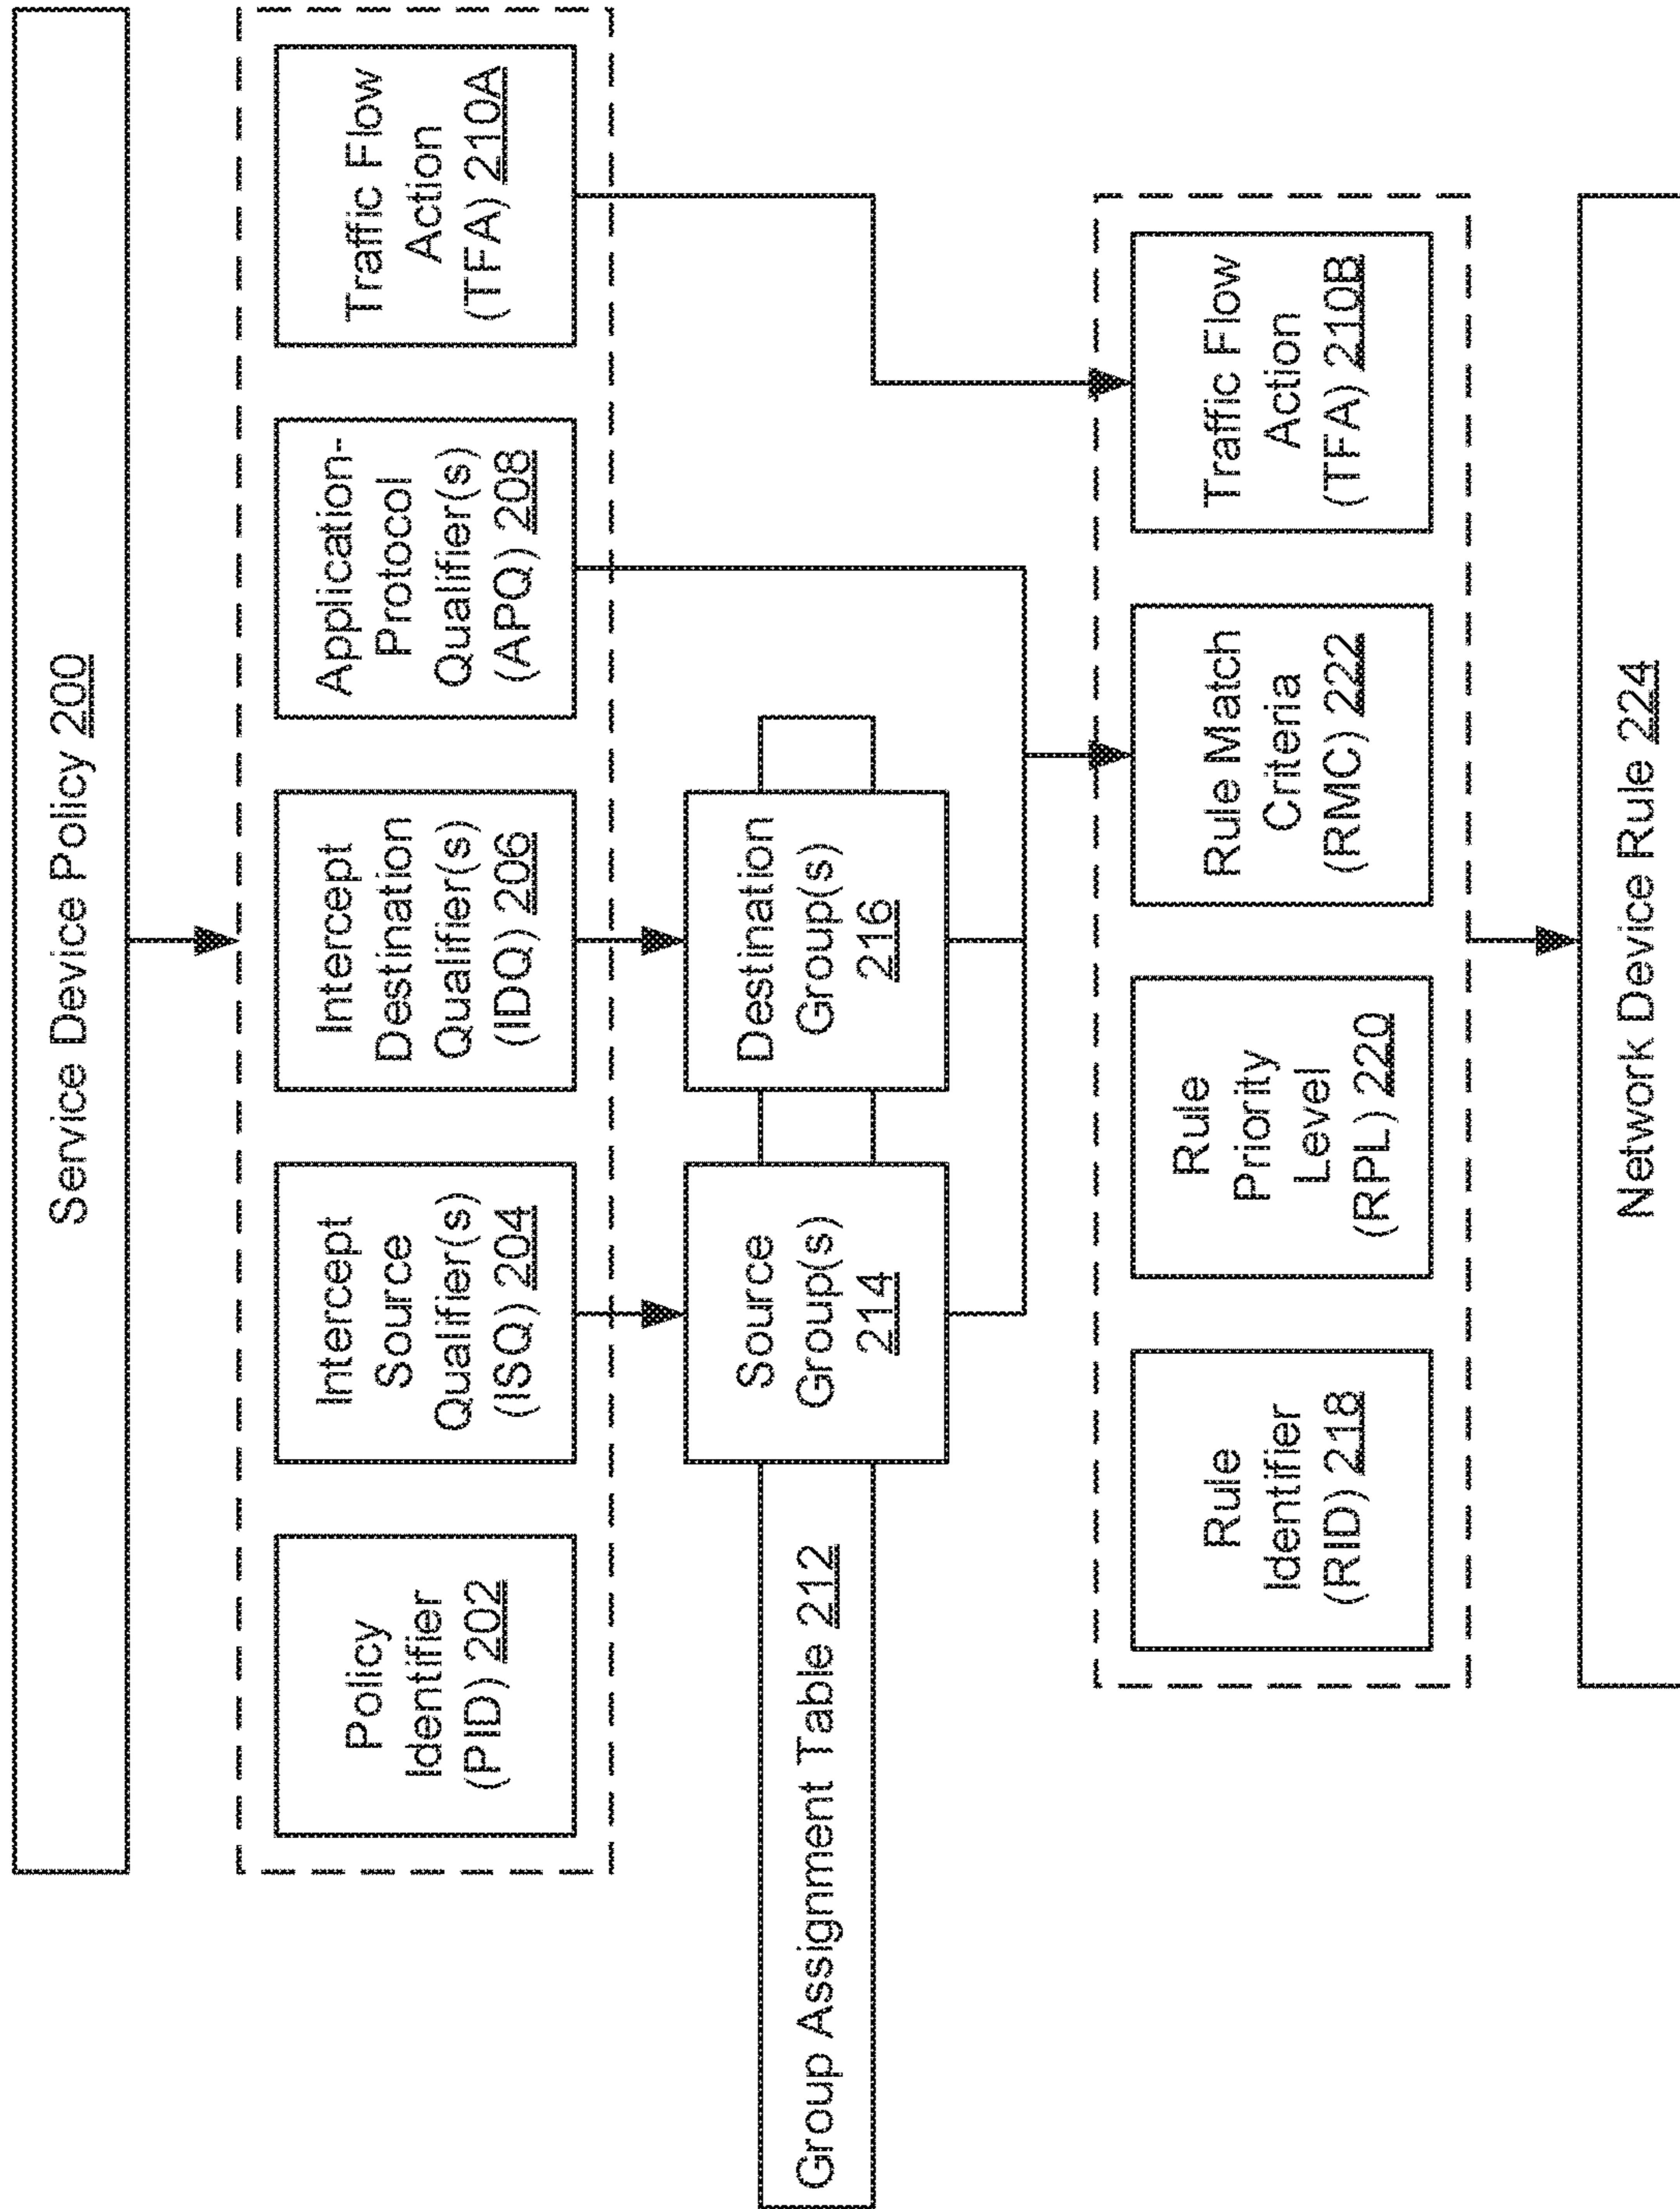 Service Device Policy 200
Policy
Identifier
(PID) 202
Intercept
Source
Qualifier(s)
(ISQ) 204
Intercept
Destination
Qualifier(s)
(IDQ) 206
Application-
Protocol
Qualifier(s)
(APQ) 208
Traffic Flow
Action
(TFA) 210A
Group Assignment Table 212
Source
Group(s)
214
Destination
Group(s)
216
Rule
Identifier
(RID) 218
Rule
Priority
Level
(RPL) 220
Rule Match
Criteria
(RMC) 222
Traffic Flow
Action
(TFA) 210B
Network Device Rule 224